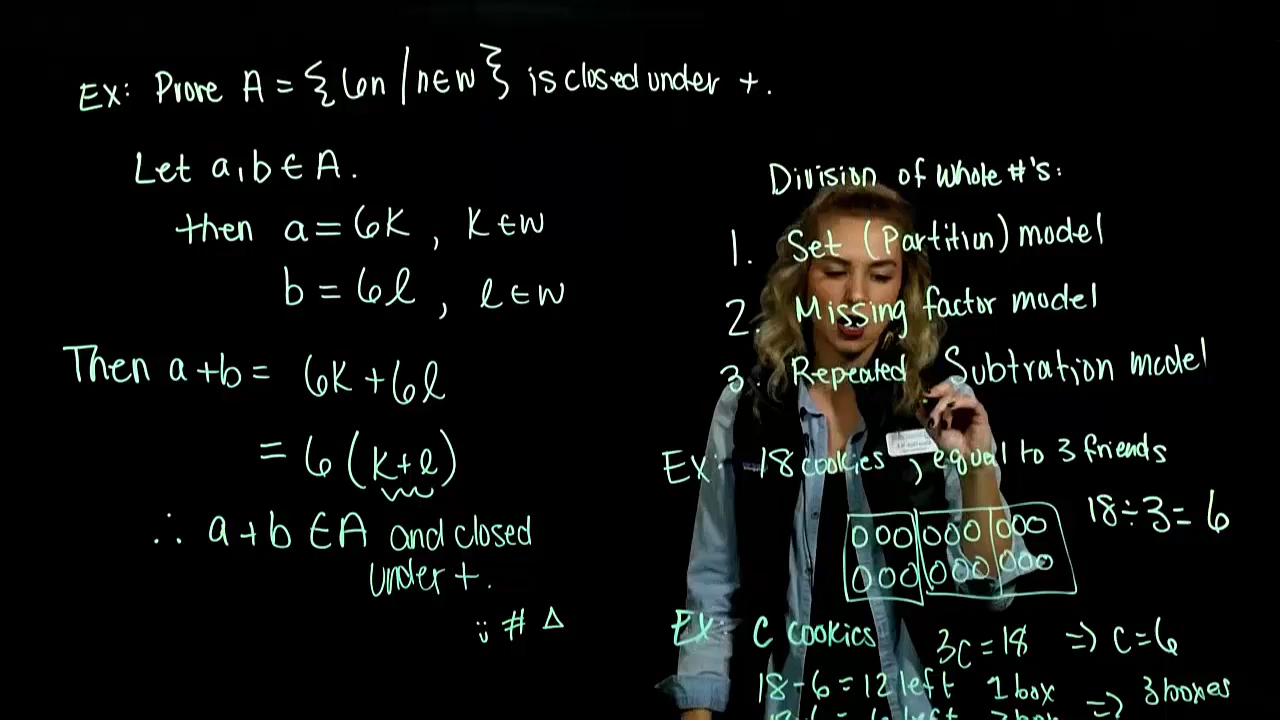 Ex: Prove A = { 6n | n ∈ W } is closed under +.
Let a, b ∈ A.
then a = 6k , k ∈ W
b = 6l , l ∈ W
Then a + b = 6k + 6l
= 6 (k + l)
∴ a + b ∈ A and closed
under +.
# Δ
Division of Whole #'s:
1. Set (Partition) model
2. Missing factor model
3. Repeated Subtration model
Ex: 18 cookies , equal to 3 friends
18 ÷ 3 = 6
Ex: C cookies 3c = 18 => c = 6
18 - 6 = 12 left 1 box => 3 boxes